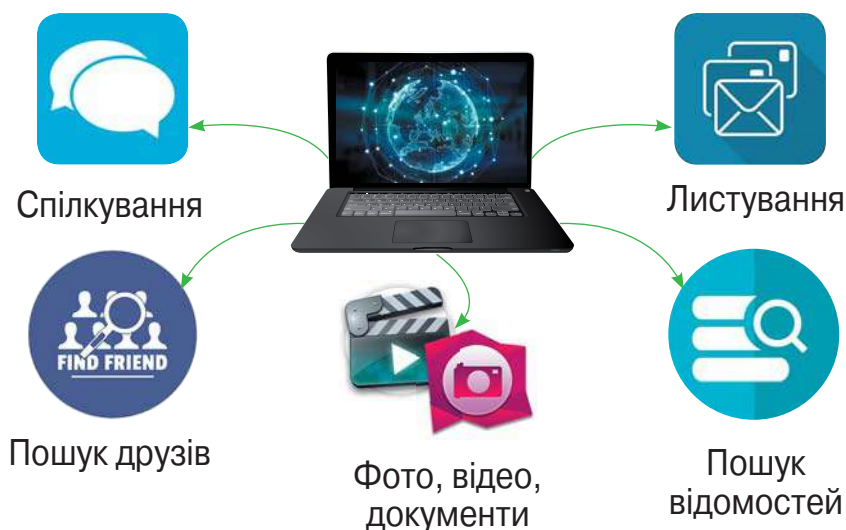 Спілкування
Листування
FIND FRIEND
Пошук друзів
Фото, відео,
документи
Пошук
відомостей